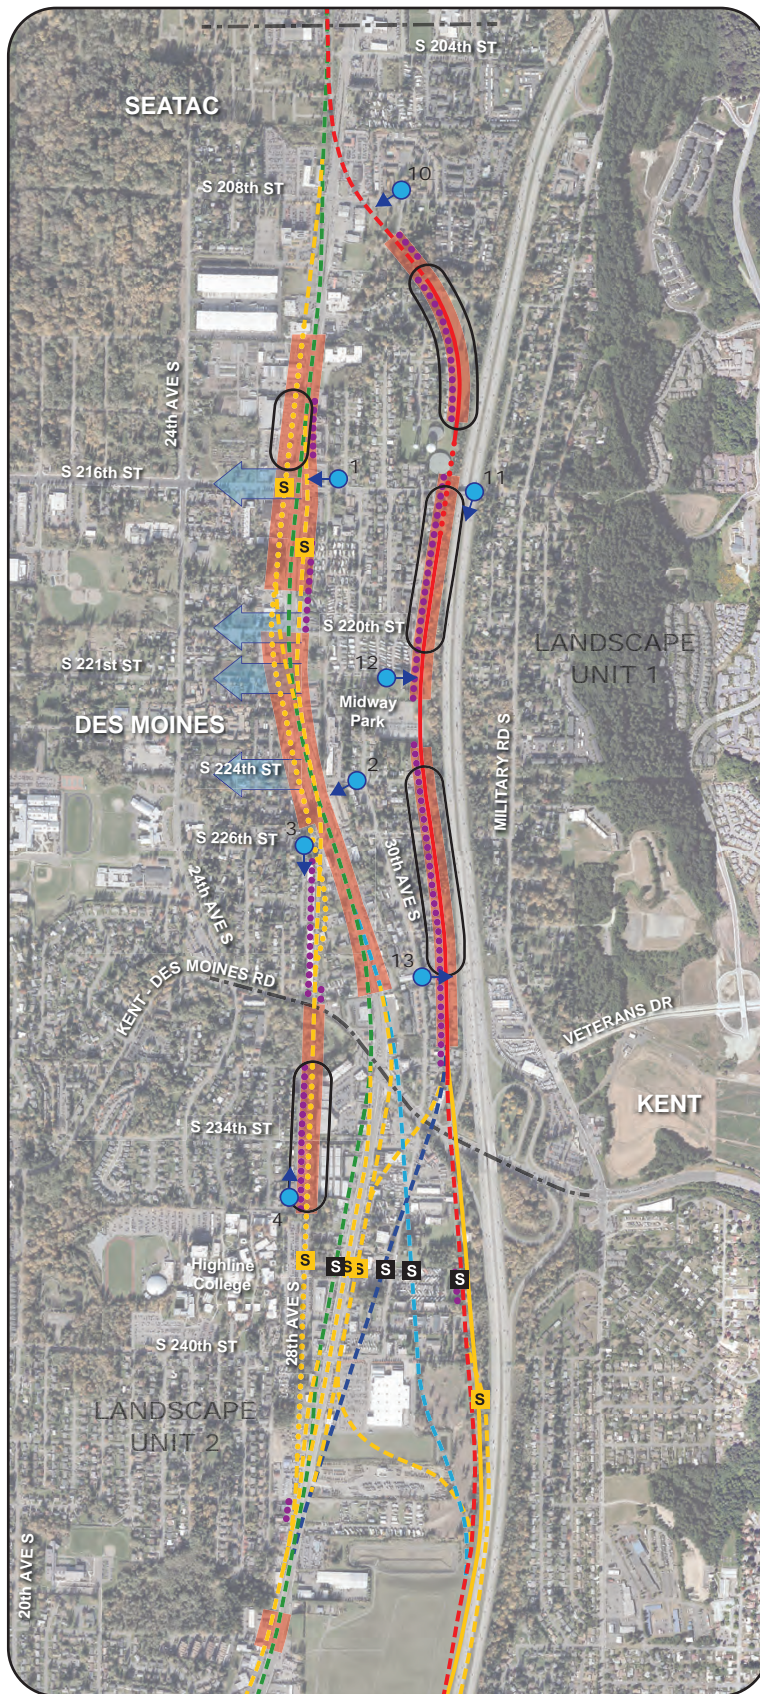 S 204th ST
SEATAC
10
S 208th ST
24th AVE S
S 216th ST
1
11
S
S
S 220th ST
LANDSCAPE
UNIT 1
S 221st ST
12
Midway
Park
DES MOINES
MILITARY RD S
S 224th ST
2
3
S 226th ST
30th AVE S
24th AVE S
13
KENT - DES MOINES RD
VETERANS DR
KENT
S 234th ST
4
Highline
College
S
S
S
S
S
S
S
28th AVE S
S 240th ST
S
LANDSCAPE
UNIT 2
20th AVE S